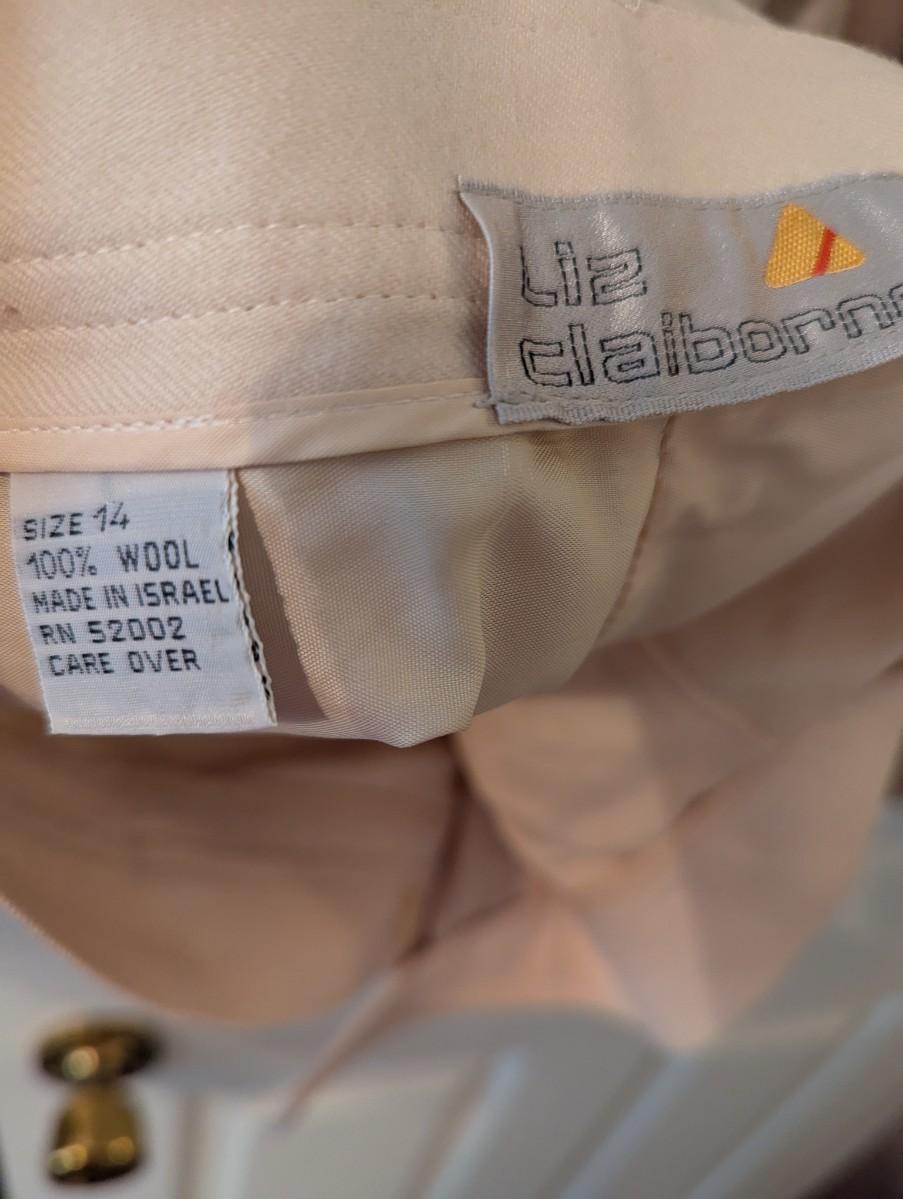 Liz
claiborne
SIZE 14
100% WOOL
MADE IN ISRAEL
RN 52002
CARE OVER